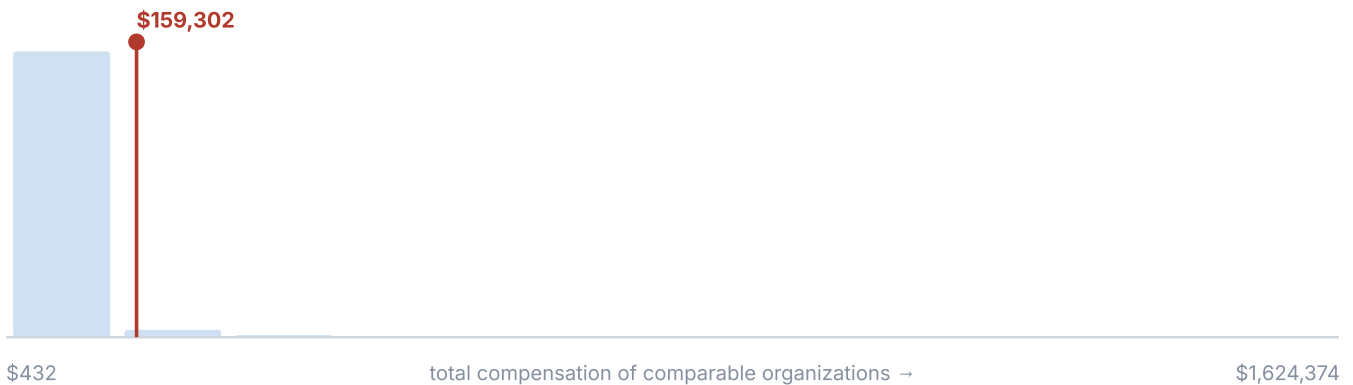 $159,302
$432 total compensation of comparable organizations → $1,624,374